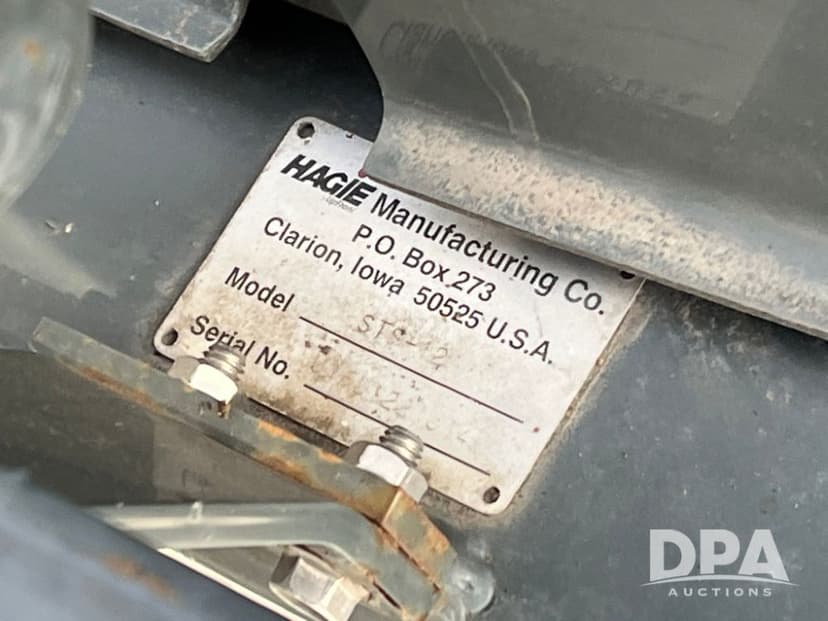 HAGIE Manufacturing Co.
P.O. Box 273
Clarion, Iowa 50525 U.S.A.
Model
Serial No.
DPA
AUCTIONS